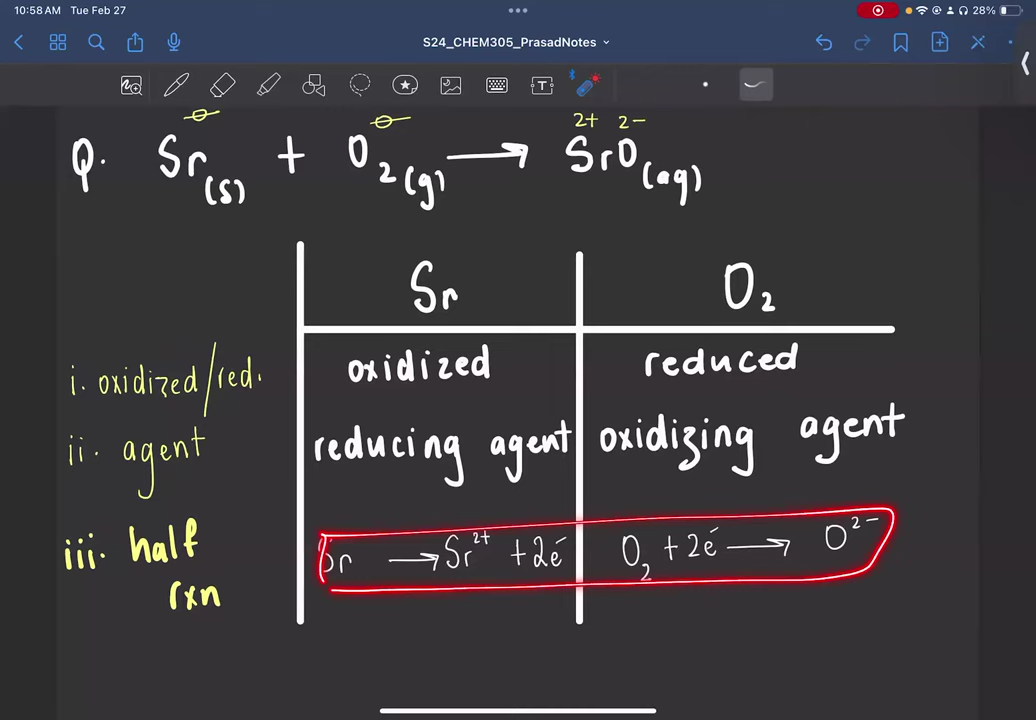 10:58 AM Tue Feb 27
28%
S24_CHEM305_PrasadNotes
T
Q. Sr(s) + O2(g) → SrO(aq)
2+ 2-
Sr O2
i. oxidized/red. oxidized reduced
ii. agent reducing agent oxidizing agent
iii. half Sr → Sr2+ + 2e- O2 + 2e- → O2-
rxn